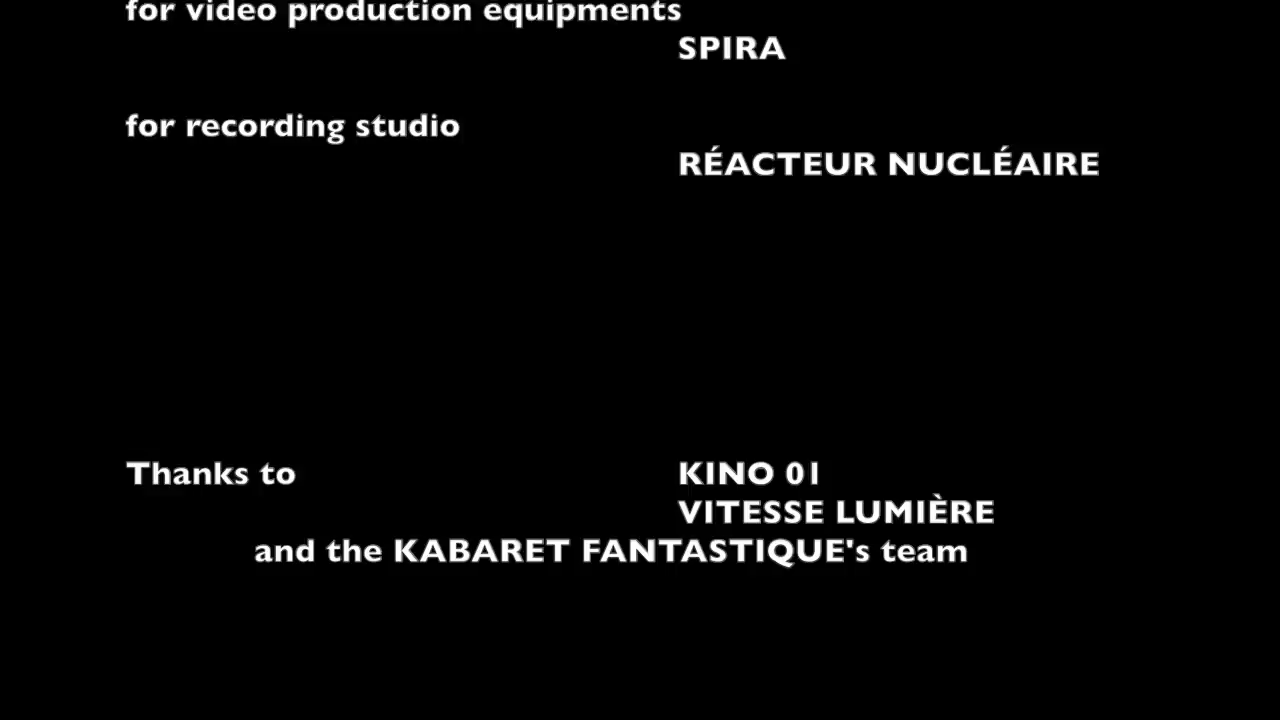 for video production equipments
SPIRA
for recording studio
RÉACTEUR NUCLÉAIRE
Thanks to KINO 01
VITESSE LUMIÈRE
and the KABARET FANTASTIQUE's team